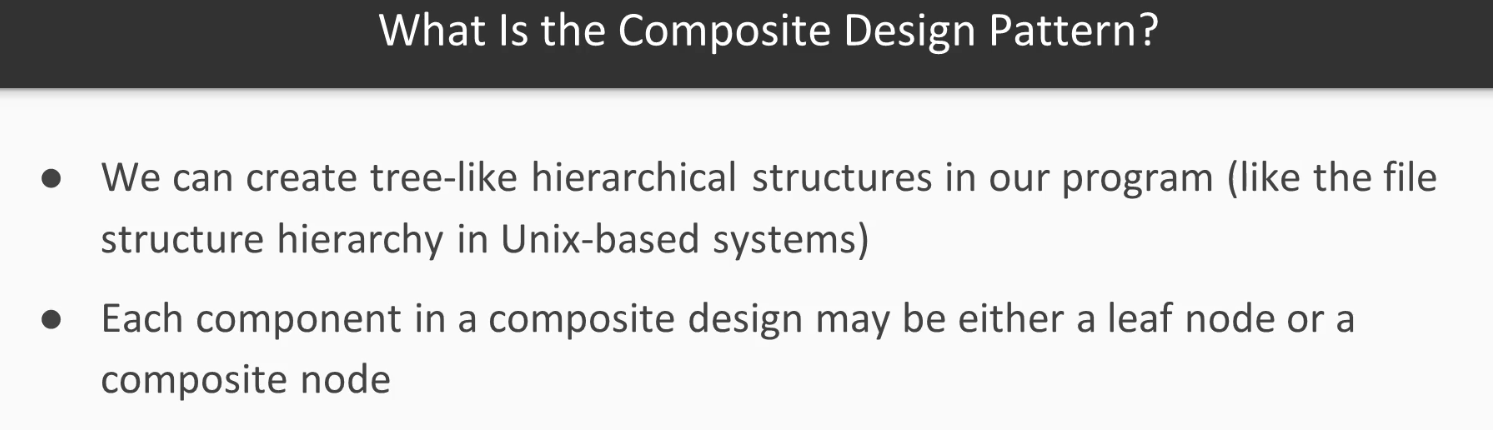 What Is the Composite Design Pattern?
● We can create tree-like hierarchical structures in our program (like the file
structure hierarchy in Unix-based systems)
● Each component in a composite design may be either a leaf node or a
composite node